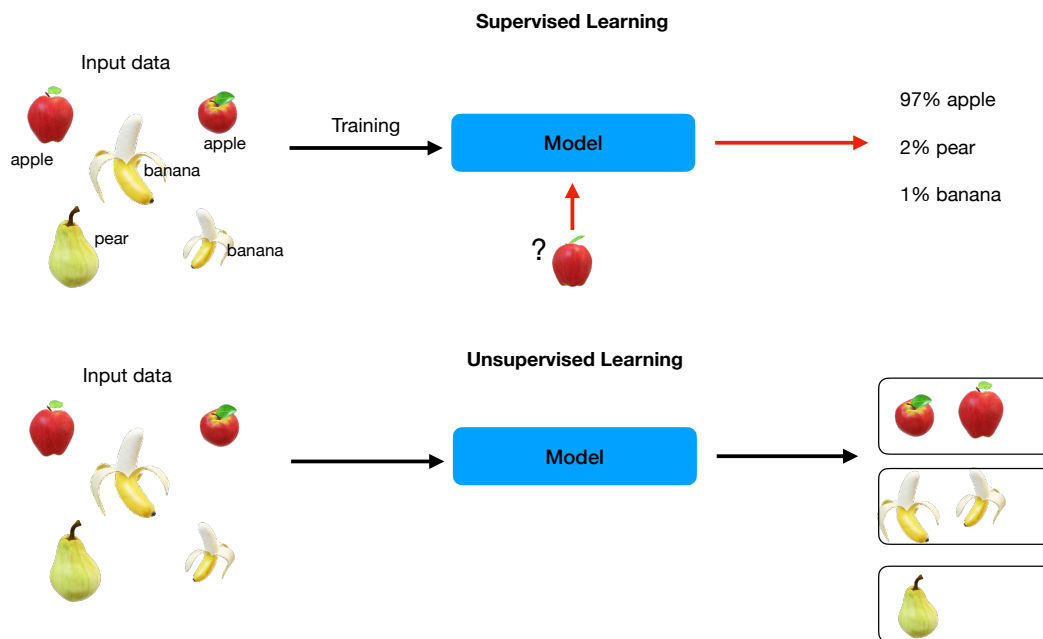 Supervised Learning
Input data
apple
apple
banana
pear
banana
Training
Model
?
97% apple
2% pear
1% banana
Unsupervised Learning
Input data
Model